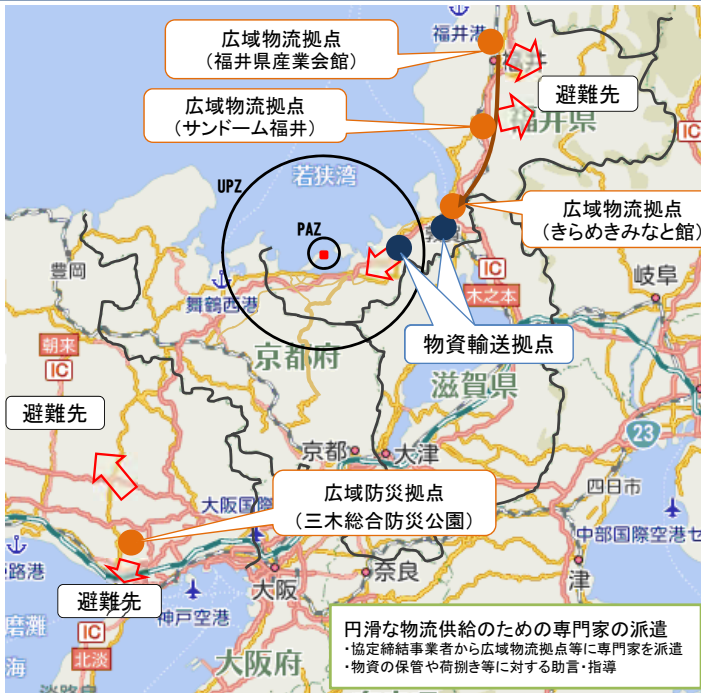 福井港
広域物流拠点
(福井県産業会館)
福井
避難先
広域物流拠点
(サンドーム福井)
福井県
IC
若狭湾
UPZ
PAZ
広域物流拠点
(きらめきみなと館)
豊岡
舞鶴西港
IC
木之本
岐阜
物資輸送拠点
朝来
IC
京都府
滋賀県
避難先
23
京都
大津
広域防災拠点
(三木総合防災公園)
四日市
大阪国際
中部国際空港セ
路港
大阪
奈良
津
避難先
神戸空港
磨灘
IC
北淡
海
大阪府
淡路島
円滑な物流供給のための専門家の派遣
・協定締結事業者から広域物流拠点等に専門家を派遣
・物資の保管や荷捌き等に対する助言・指導